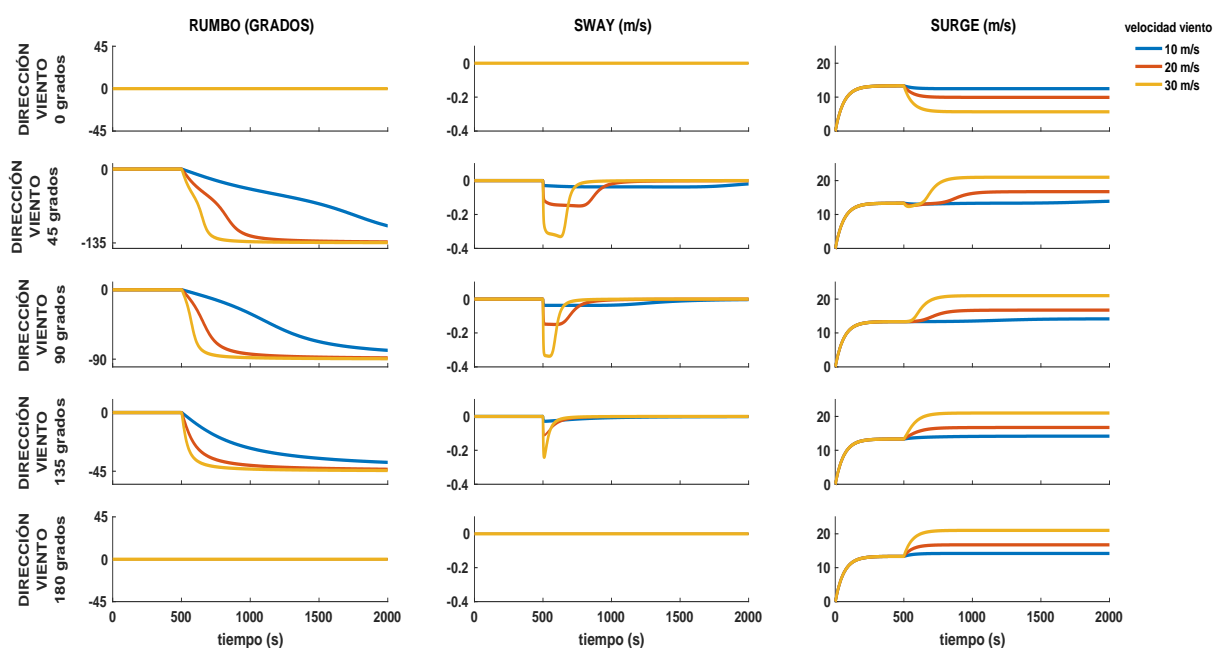 RUMBO (GRADOS)
SWAY (m/s)
SURGE (m/s)
velocidad viento
10 m/s
20 m/s
30 m/s
DIRECCIÓN
VIENTO
0 grados
45
0
-45
0
-0.2
-0.4
20
10
0
DIRECCIÓN
VIENTO
45 grados
0
-135
0
-0.2
-0.4
20
10
0
DIRECCIÓN
VIENTO
90 grados
0
-90
0
-0.2
-0.4
20
10
0
DIRECCIÓN
VIENTO
135 grados
0
-45
0
-0.2
-0.4
20
10
0
DIRECCIÓN
VIENTO
180 grados
45
0
-45
0
-0.2
-0.4
20
10
0
0 500 1000 1500 2000
0 500 1000 1500 2000
0 500 1000 1500 2000
tiempo (s)
tiempo (s)
tiempo (s)